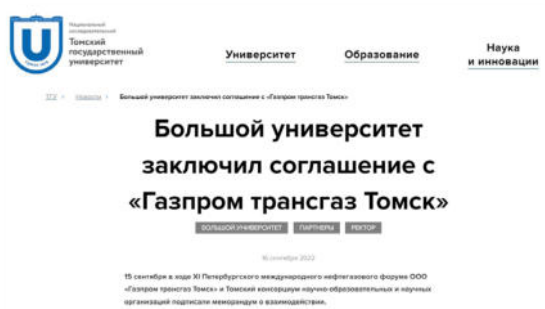 Национальный
исследовательский
Томский
государственный
университет
Университет
Образование
Наука
и инновации
ТГУ
Новости
Большой университет заключил соглашение с «Газпром трансгаз Томск»
Большой университет
заключил соглашение с
«Газпром трансгаз Томск»
БОЛЬШОЙ УНИВЕРСИТЕТ
ПАРТНЕРЫ
РЕКТОР
16 сентября 2022
15 сентября в ходе XI Петербургского международного нефтегазового форума ООО
«Газпром трансгаз Томск» и Томский консорциум научно-образовательных и научных
организаций подписали меморандум о взаимодействии.